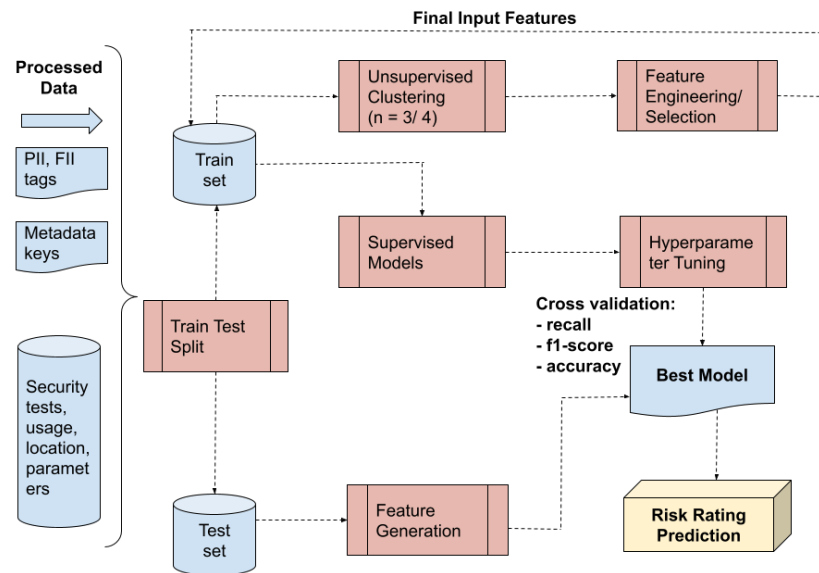 Final Input Features
Processed
Data
PII, FII
tags
Metadata
keys
Security
tests,
usage,
location,
paramet
ers
Train Test
Split
Train
set
Test
set
Unsupervised
Clustering
(n = 3/ 4)
Feature
Engineering/
Selection
Supervised
Models
Hyperparame
ter Tuning
Cross validation:
- recall
- f1-score
- accuracy
Best Model
Feature
Generation
Risk Rating
Prediction